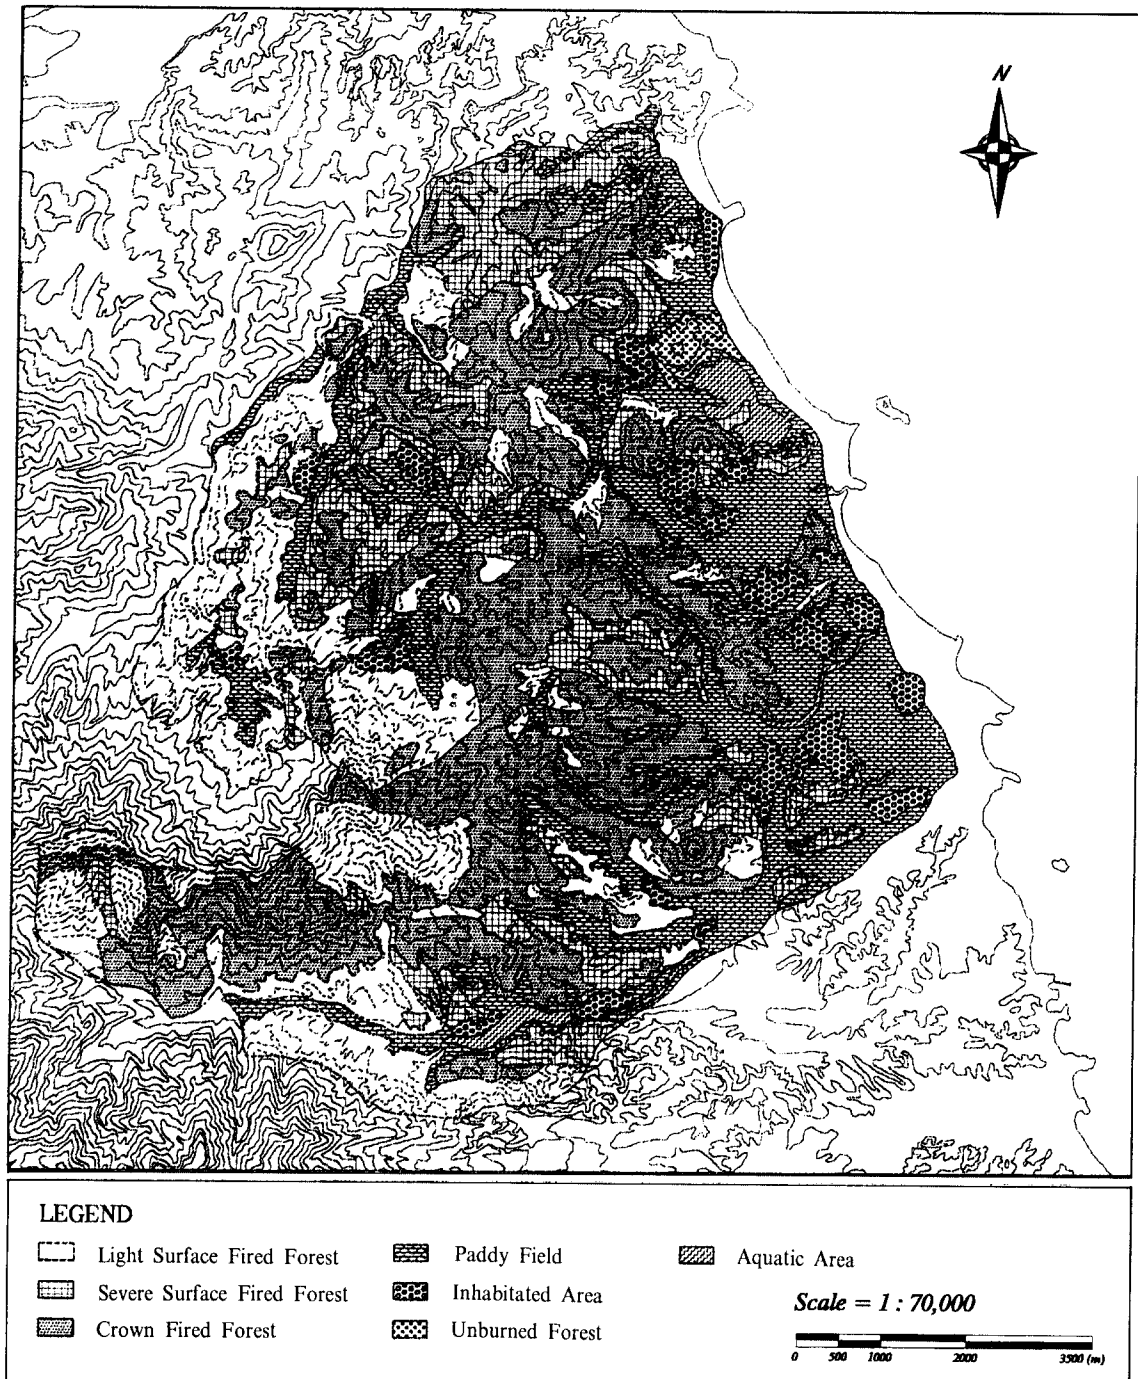 N
LEGEND
Light Surface Fired Forest
Severe Surface Fired Forest
Crown Fired Forest
Paddy Field
Inhabitated Area
Unburned Forest
Aquatic Area
Scale = 1 : 70,000
0 500 1000 2000 3500 (m)